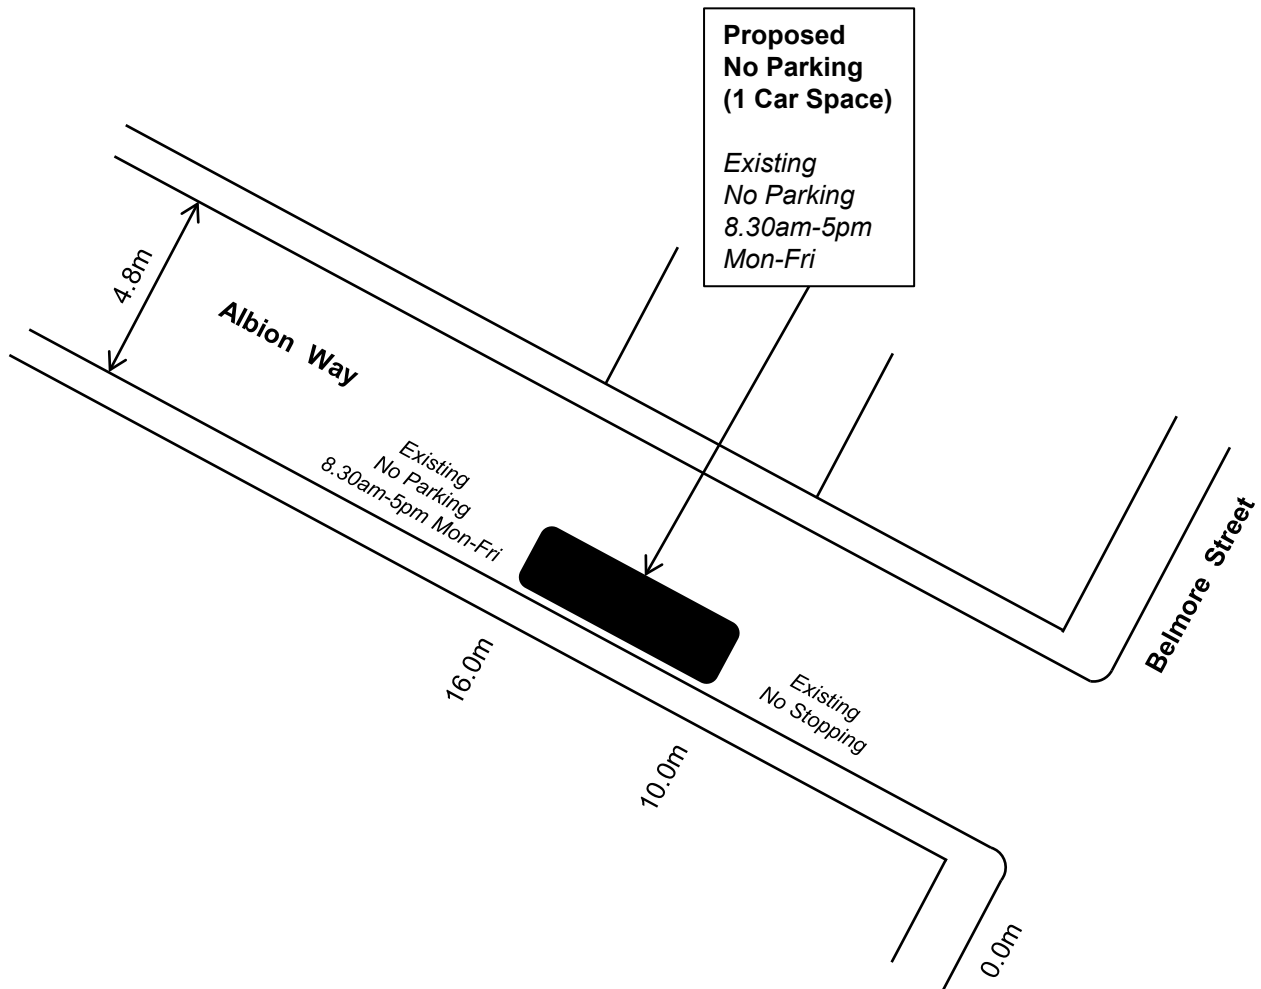 Proposed
No Parking
(1 Car Space)
Existing
No Parking
8.30am-5pm
Mon-Fri
4.8m
Albion Way
Existing
No Parking
8.30am-5pm Mon-Fri
Belmore Street
16.0m
Existing
No Stopping
10.0m
0.0m